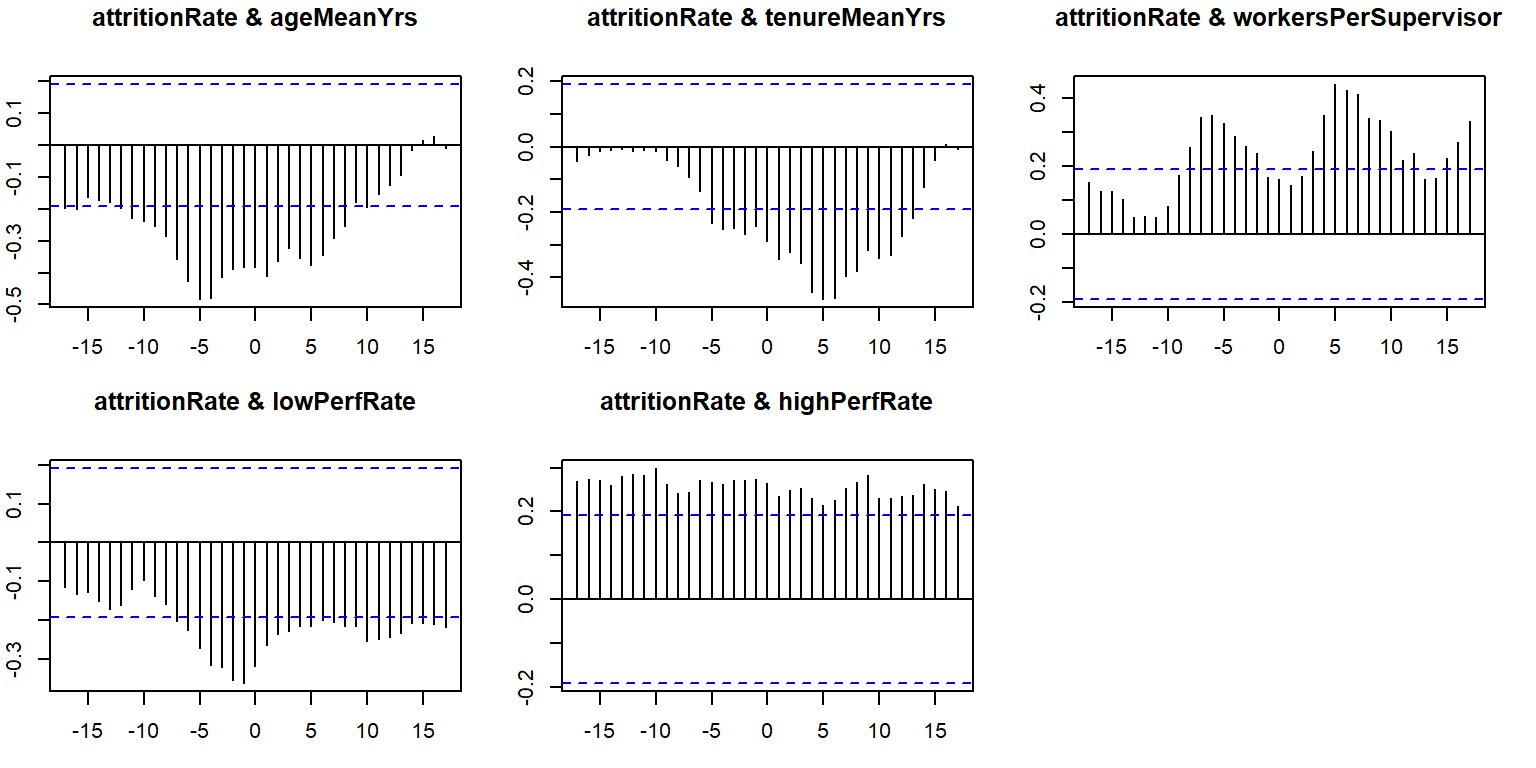 attritionRate & ageMeanYrs
0.1
-0.1
-0.3
-0.5
-15 -10 -5 0 5 10 15
attritionRate & tenureMeanYrs
0.2
0.0
-0.2
-0.4
-15 -10 -5 0 5 10 15
attritionRate & workersPerSupervisor
0.4
0.2
0.0
-0.2
-15 -10 -5 0 5 10 15
attritionRate & lowPerfRate
0.1
-0.1
-0.3
-15 -10 -5 0 5 10 15
attritionRate & highPerfRate
0.2
0.0
-0.2
-15 -10 -5 0 5 10 15